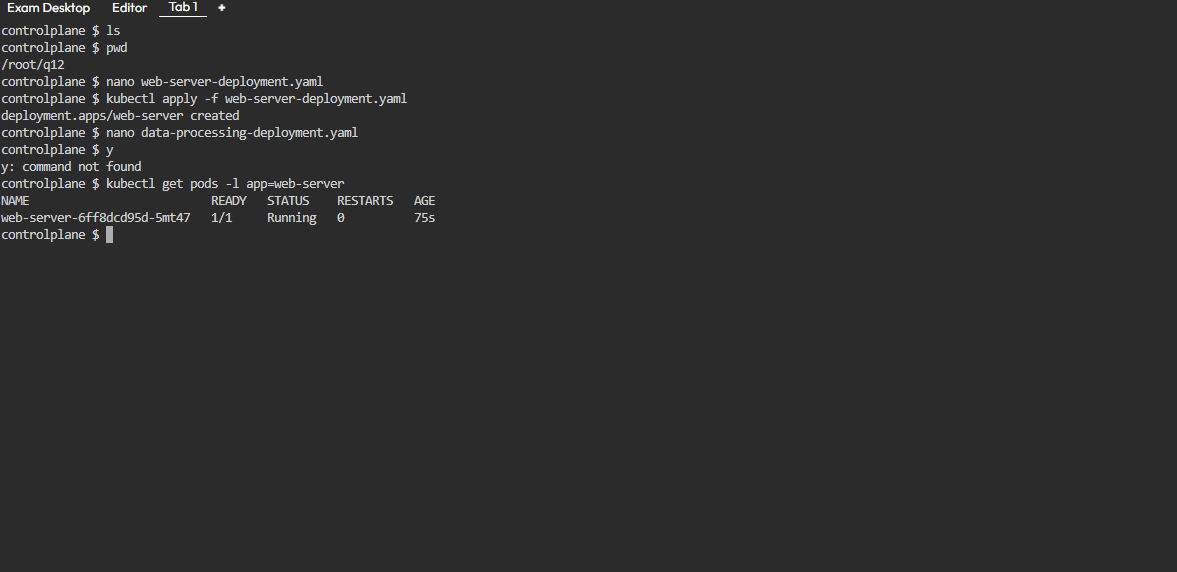 Exam Desktop Editor Tab 1 +
controlplane $ ls
controlplane $ pwd
/root/q12
controlplane $ nano web-server-deployment.yaml
controlplane $ kubectl apply -f web-server-deployment.yaml
deployment.apps/web-server created
controlplane $ nano data-processing-deployment.yaml
controlplane $ y
y: command not found
controlplane $ kubectl get pods -l app=web-server
NAME READY STATUS RESTARTS AGE
web-server-6ff8dcd95d-5mt47 1/1 Running 0 75s
controlplane $